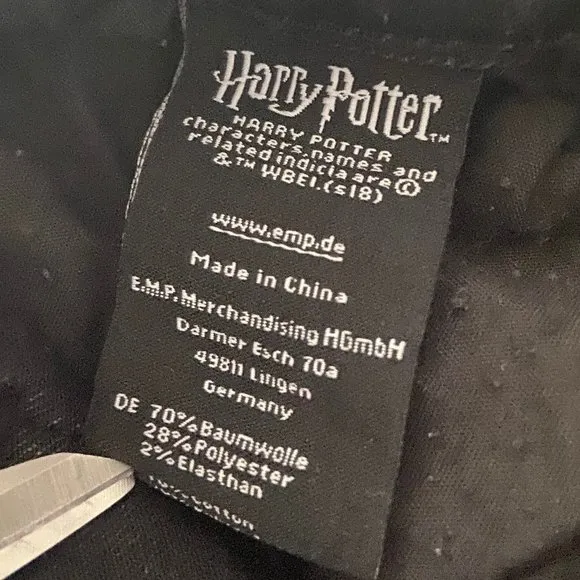 Harry Potter™
HARRY POTTER
characters, names and
related indicia are ©
& ™ WBEI. (s18)
www.emp.de
Made in China
E.M.P. Merchandising HGmbH
Darmer Esch 70a
49811 Lingen
Germany
DE 70% Baumwolle
28% Polyester
2% Elasthan